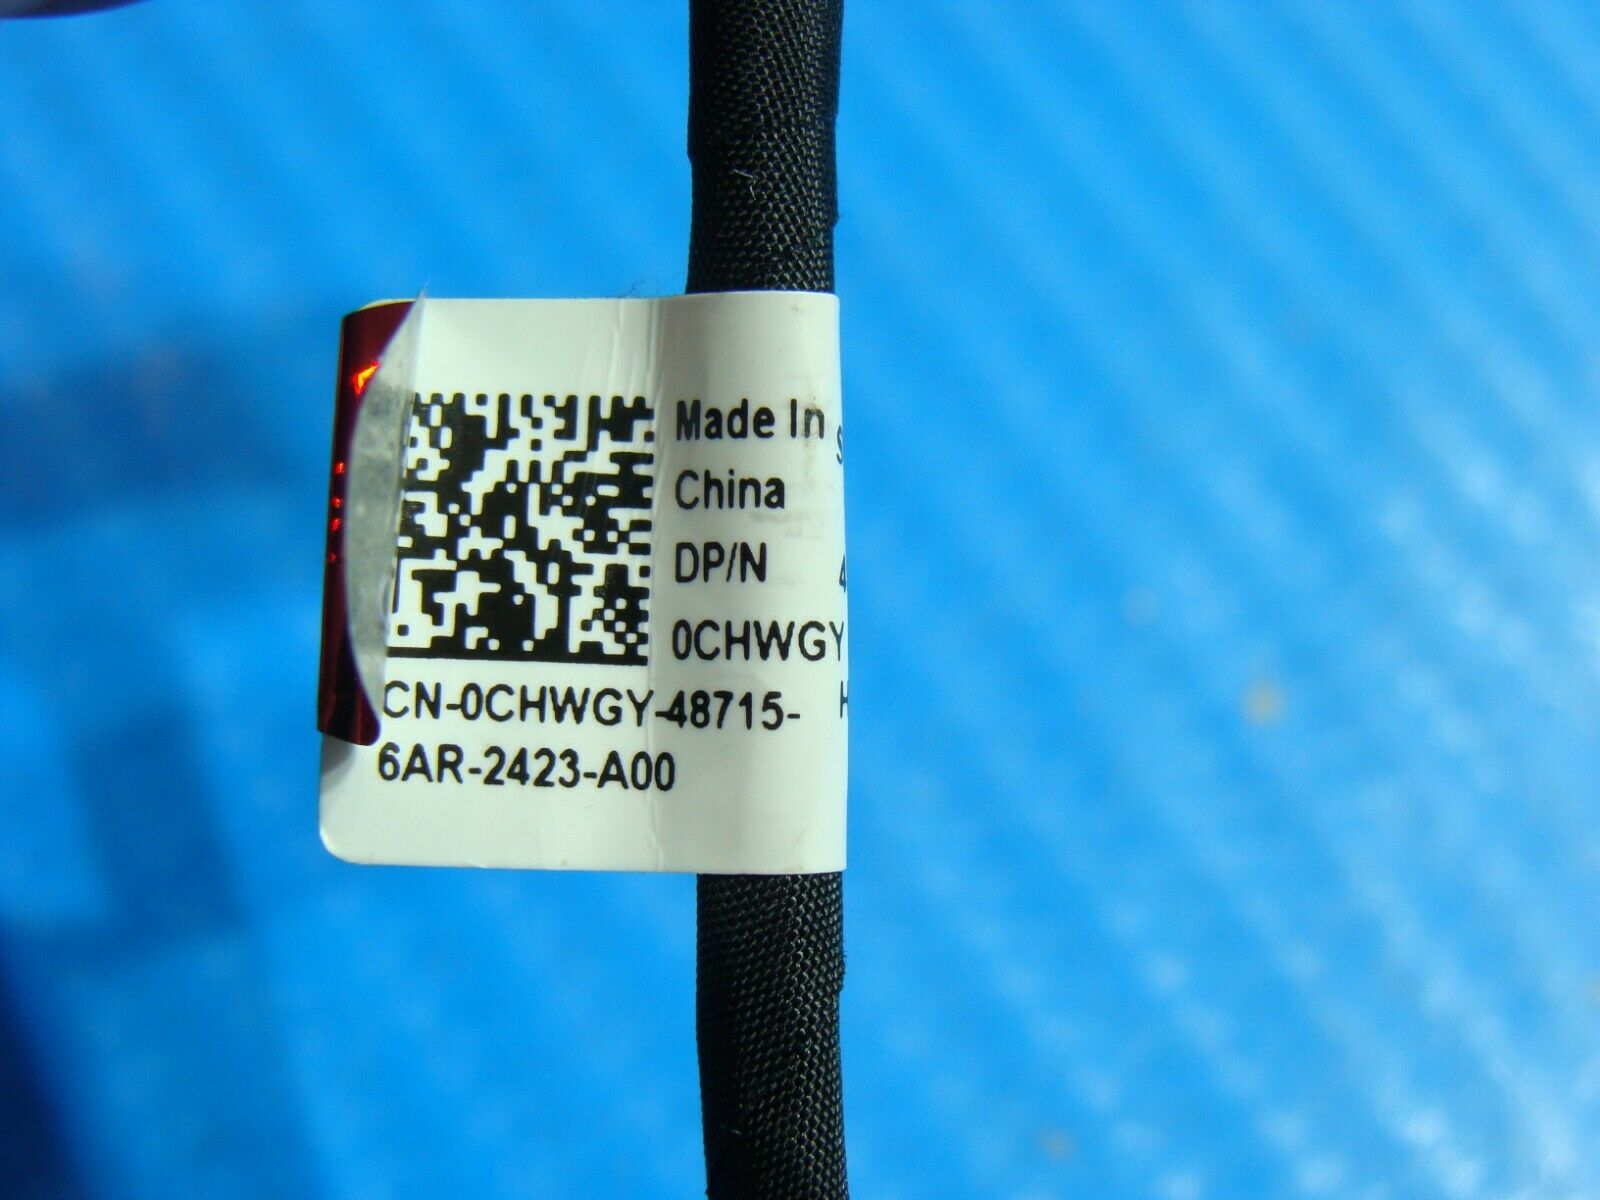 Made In
China
DP/N
0CHWGY
CN-0CHWGY-48715-
6AR-2423-A00